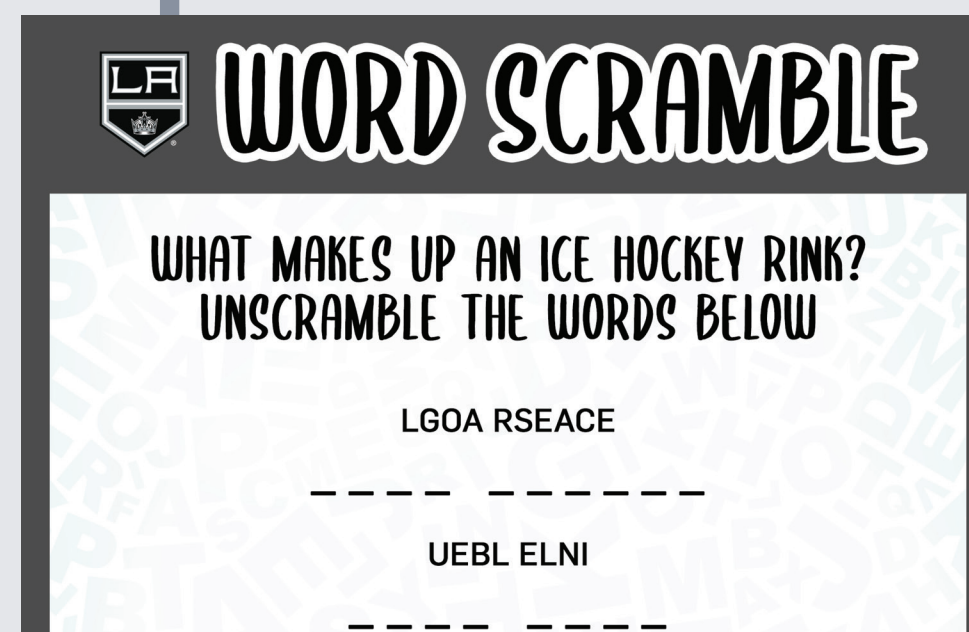 LA
WORD SCRAMBLE
WHAT MAKES UP AN ICE HOCKEY RINK?
UNSCRAMBLE THE WORDS BELOW
LGOA RSEACE
_ _ _ _ _ _ _ _ _ _
UEBL ELNI
_ _ _ _ _ _ _ _